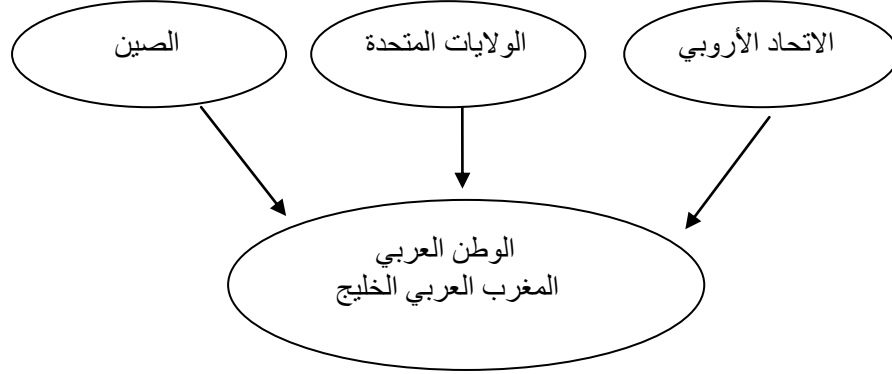 الاتحاد الأروبي
الولايات المتحدة
الصين
الوطن العربي
المغرب العربي الخليج